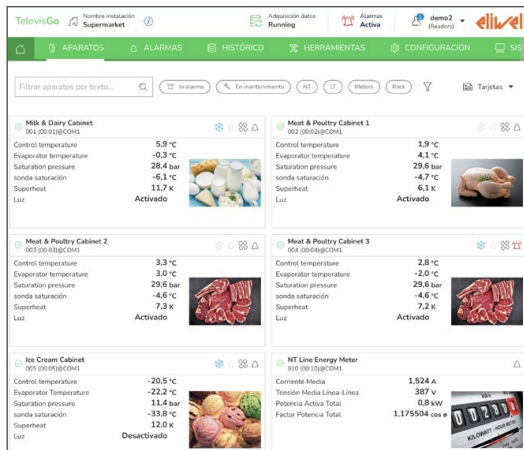 TelevisGo
Nombre instalación
Supermarket
Adquisición datos
Running
Alarmas
Activa
demo2
(Readers)
eliwell
APARATOS
ALARMAS
HISTÓRICO
HERRAMIENTAS
CONFIGURACIÓN
SIS
Filtrar aparatos por texto...
In alarma
En mantenimiento
NT
LT
Meters
Rack
Tarjetas
Milk & Dairy Cabinet
001 (00:01)@COM1
Control temperature 5,9 °C
Evaporator temperature -0,3 °C
Saturation pressure 28,4 bar
sonda saturación -6,1 °C
Superheat 11,7 K
Luz Activado
Meat & Poultry Cabinet 1
002 (00:02)@COM1
Control temperature 1,9 °C
Evaporator temperature 4,1 °C
Saturation pressure 29,6 bar
sonda saturación -4,7 °C
Superheat 6,1 K
Luz Activado
Meat & Poultry Cabinet 2
003 (00:03)@COM1
Control temperature 3,3 °C
Evaporator temperature 3,0 °C
Saturation pressure 29,6 bar
sonda saturación -4,6 °C
Superheat 7,3 K
Luz Activado
Meat & Poultry Cabinet 3
004 (00:04)@COM1
Control temperature 2,8 °C
Evaporator temperature -2,0 °C
Saturation pressure 29,6 bar
sonda saturación -4,6 °C
Superheat 7,2 K
Luz Activado
Ice Cream Cabinet
005 (00:05)@COM1
Control temperature -20,5 °C
Evaporator Temperature -22,2 °C
Saturation pressure 11,4 bar
sonda saturación -33,8 °C
Superheat 12,0 K
Luz Desactivado
NT Line Energy Meter
010 (00:10)@COM1
Corriente Media 1,524 A
Tensión Media Línea-Línea 387 V
Potencia Activa Total 0,8 kW
Factor Potencia Total 1,175504 cos ø
KILOWATT - HOUR METER